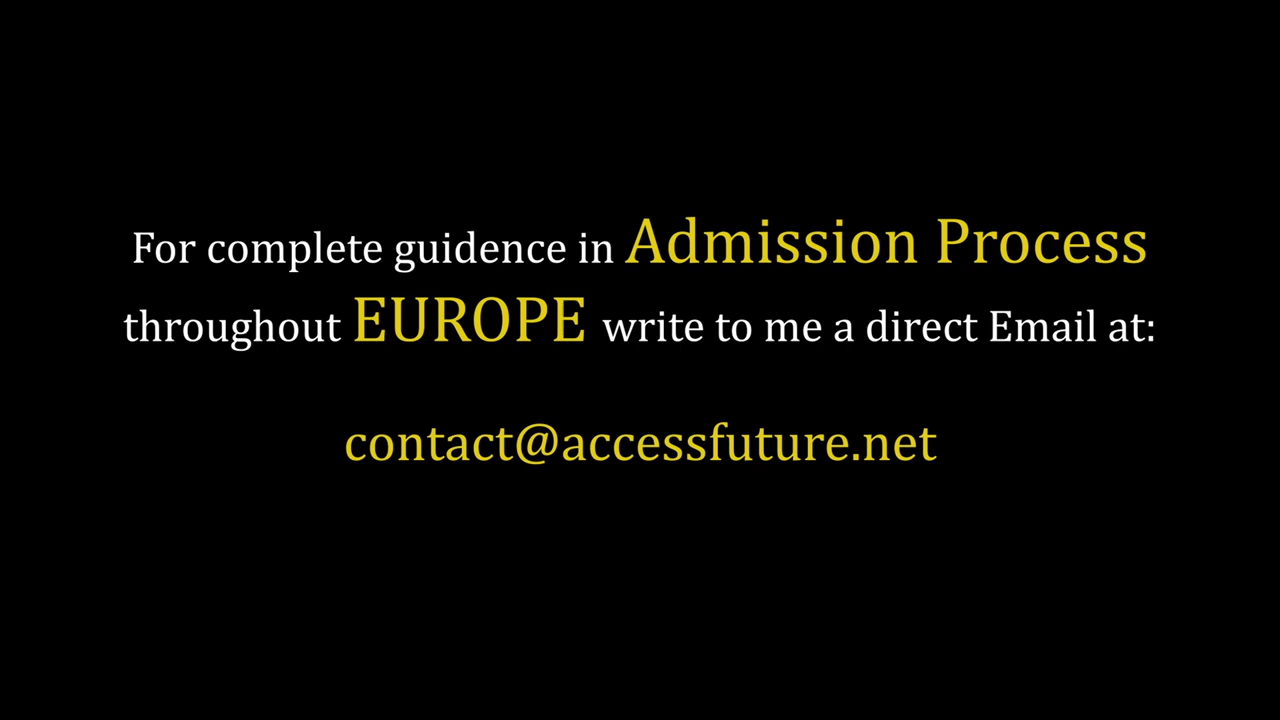 For complete guidence in Admission Process
throughout EUROPE write to me a direct Email at:
contact@accessfuture.net